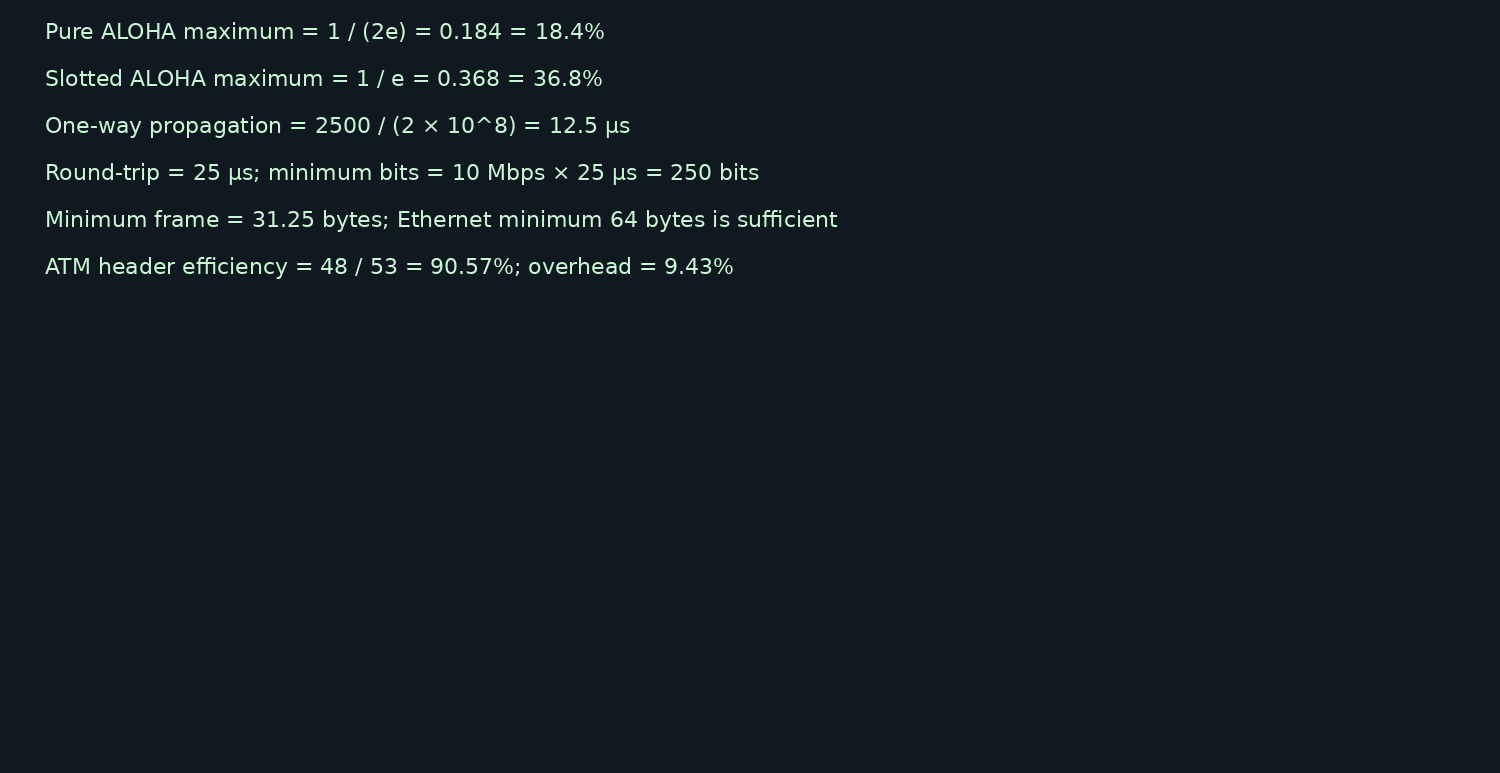 Pure ALOHA maximum = 1 / (2e) = 0.184 = 18.4%
Slotted ALOHA maximum = 1 / e = 0.368 = 36.8%
One-way propagation = 2500 / (2 × 10^8) = 12.5 µs
Round-trip = 25 µs; minimum bits = 10 Mbps × 25 µs = 250 bits
Minimum frame = 31.25 bytes; Ethernet minimum 64 bytes is sufficient
ATM header efficiency = 48 / 53 = 90.57%; overhead = 9.43%